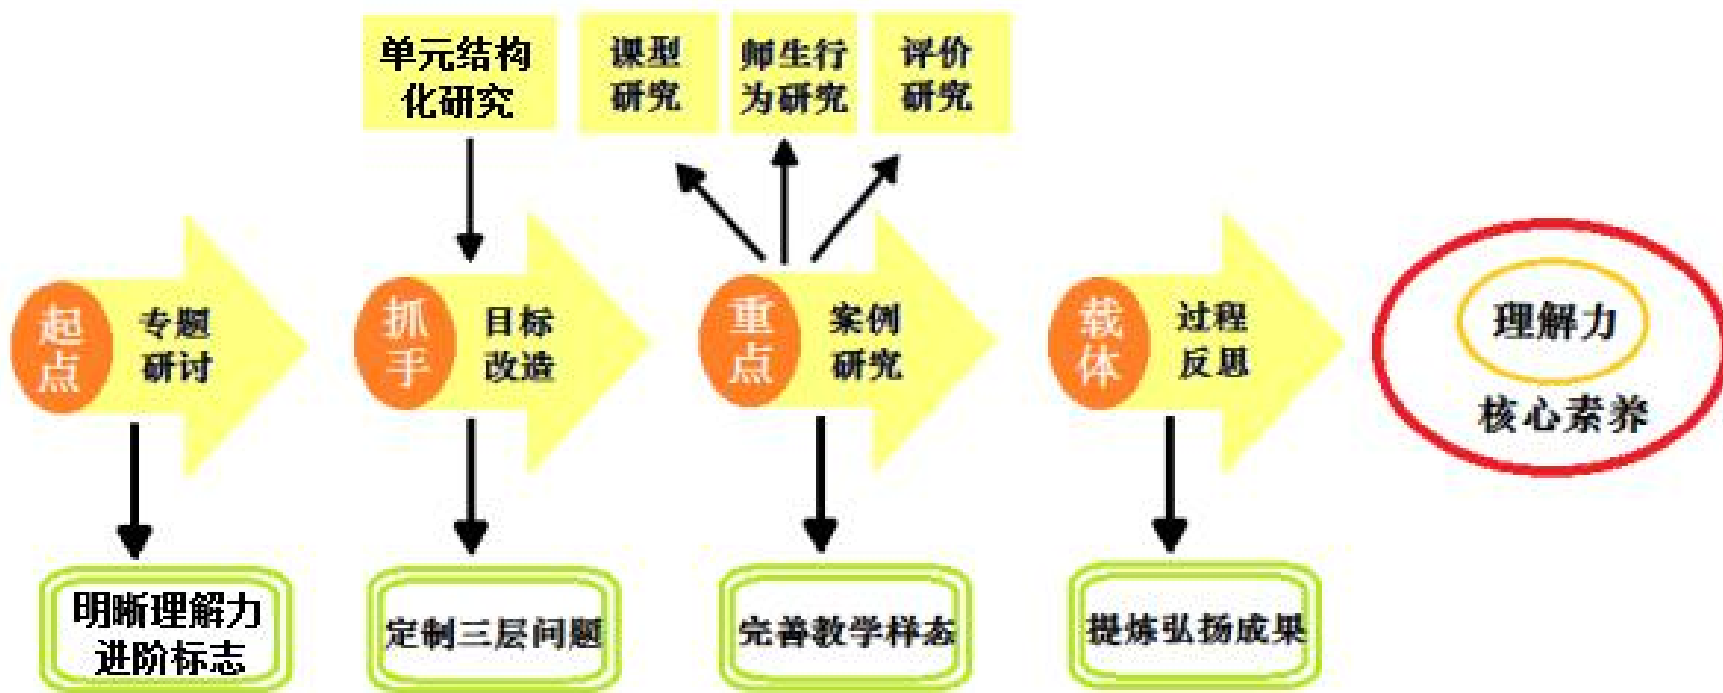 单元结构
化研究
课型
研究
师生行
为研究
评价
研究
起点
专题
研讨
抓手
目标
改造
重点
案例
研究
载体
过程
反思
理解力
核心素养
明晰理解力
进阶标志
定制三层问题
完善教学样态
提炼弘扬成果